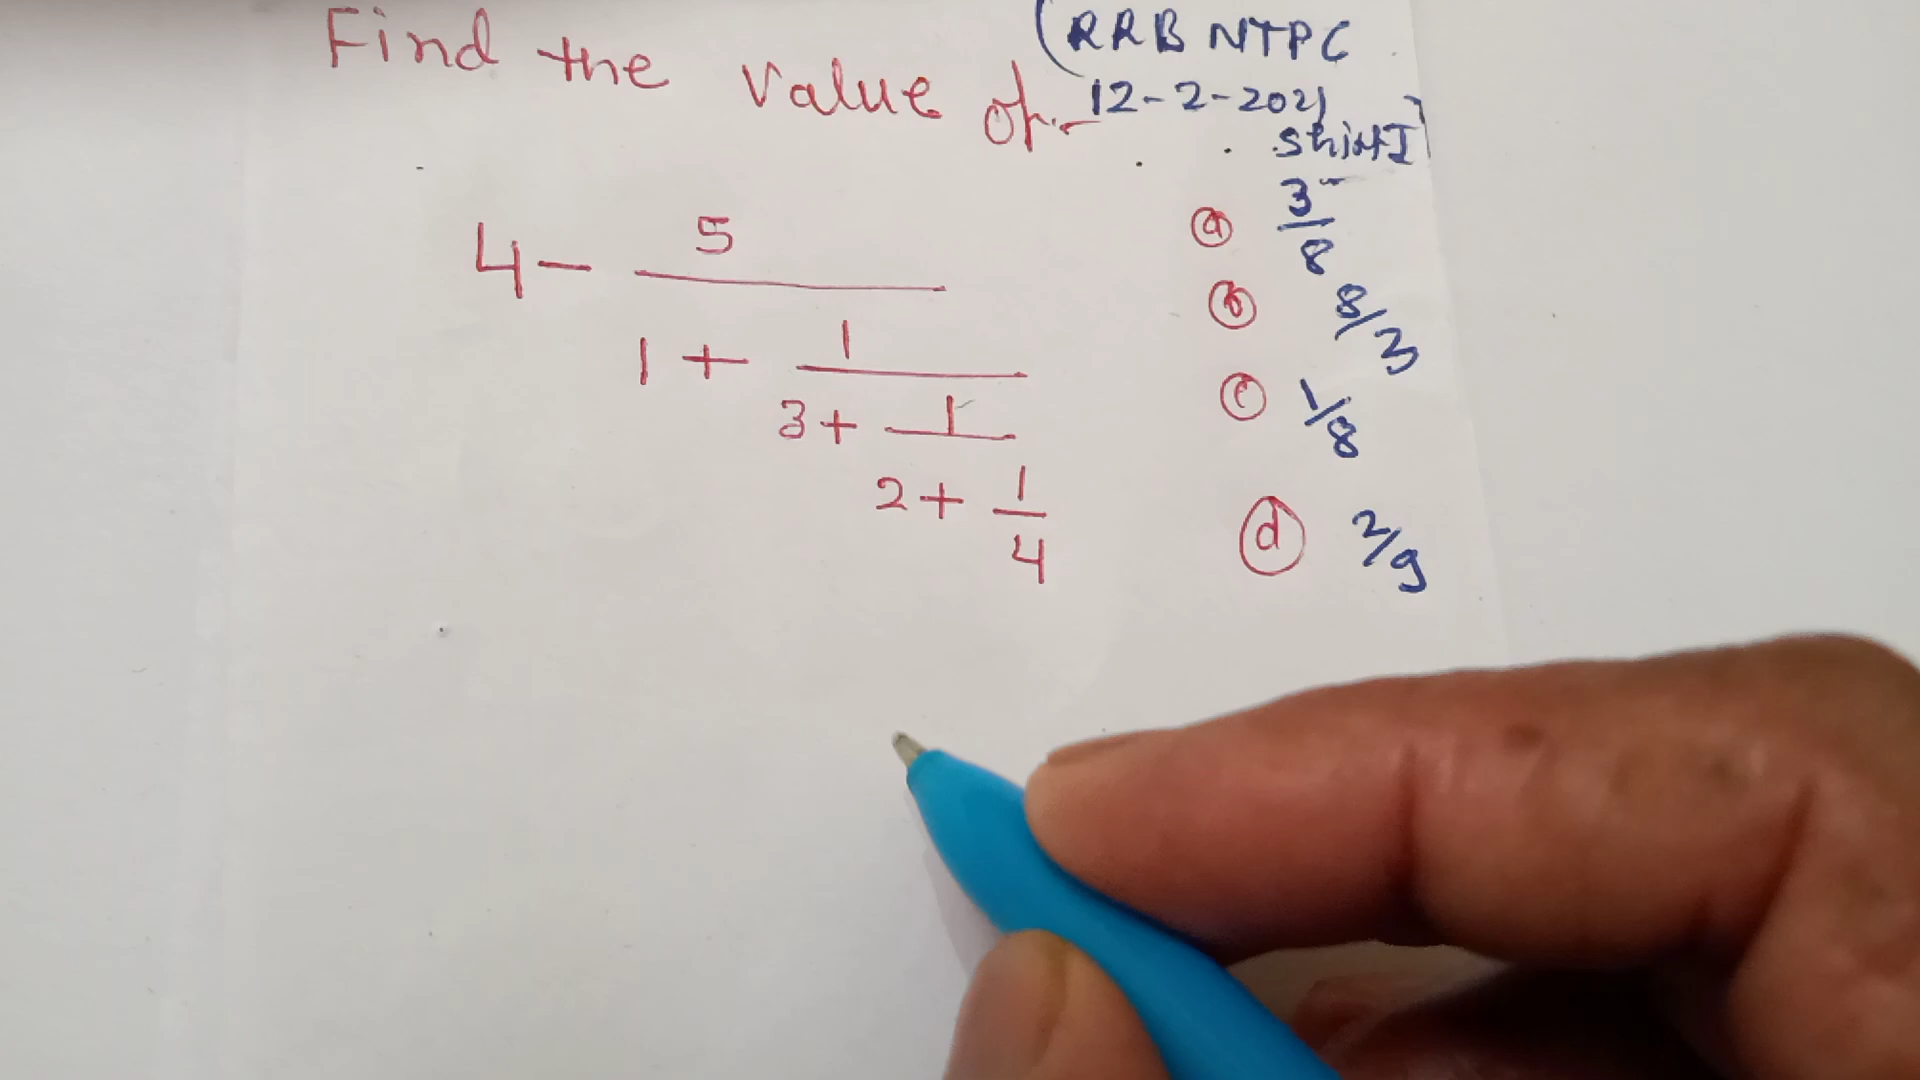 Find the value of:-
(RRB NTPC
12-2-2021
Shift I)
4 - 5
1 + 1
3 + 1
2 + 1
4
(a) 3/8
(b) 8/3
(c) 1/8
(d) 2/9